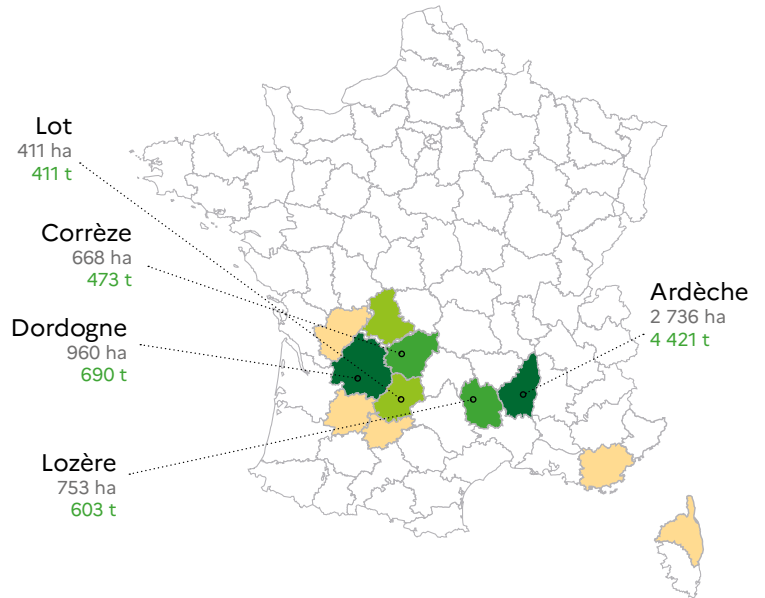 Lot
411 ha
411 t
Corrèze
668 ha
473 t
Dordogne
960 ha
690 t
Lozère
753 ha
603 t
Ardèche
2 736 ha
4 421 t